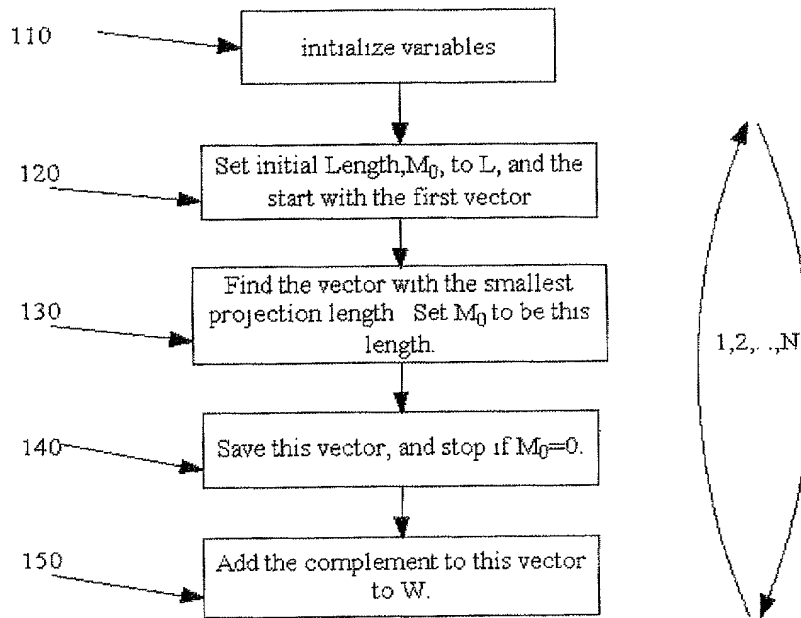 110
initialize variables
120
Set initial Length,M₀, to L, and the
start with the first vector
130
Find the vector with the smallest
projection length Set M₀ to be this
length.
1,2,. .,N
140
Save this vector, and stop if M₀=0.
150
Add the complement to this vector
to W.